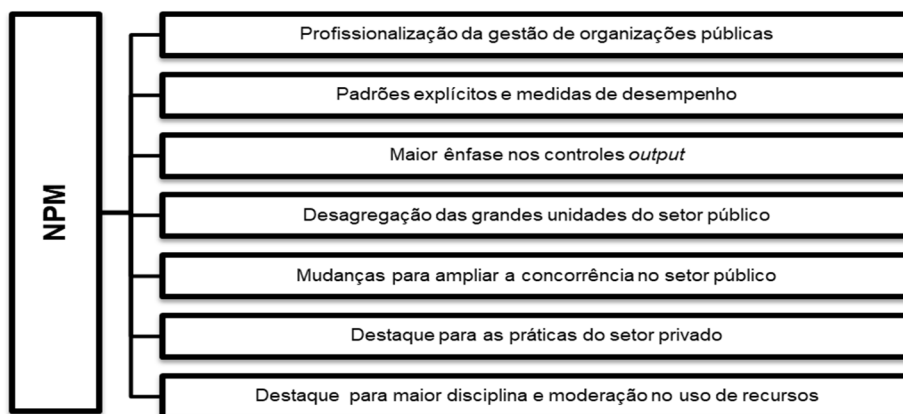 NPM
Profissionalização da gestão de organizações públicas
Padrões explícitos e medidas de desempenho
Maior ênfase nos controles output
Desagregação das grandes unidades do setor público
Mudanças para ampliar a concorrência no setor público
Destaque para as práticas do setor privado
Destaque para maior disciplina e moderação no uso de recursos